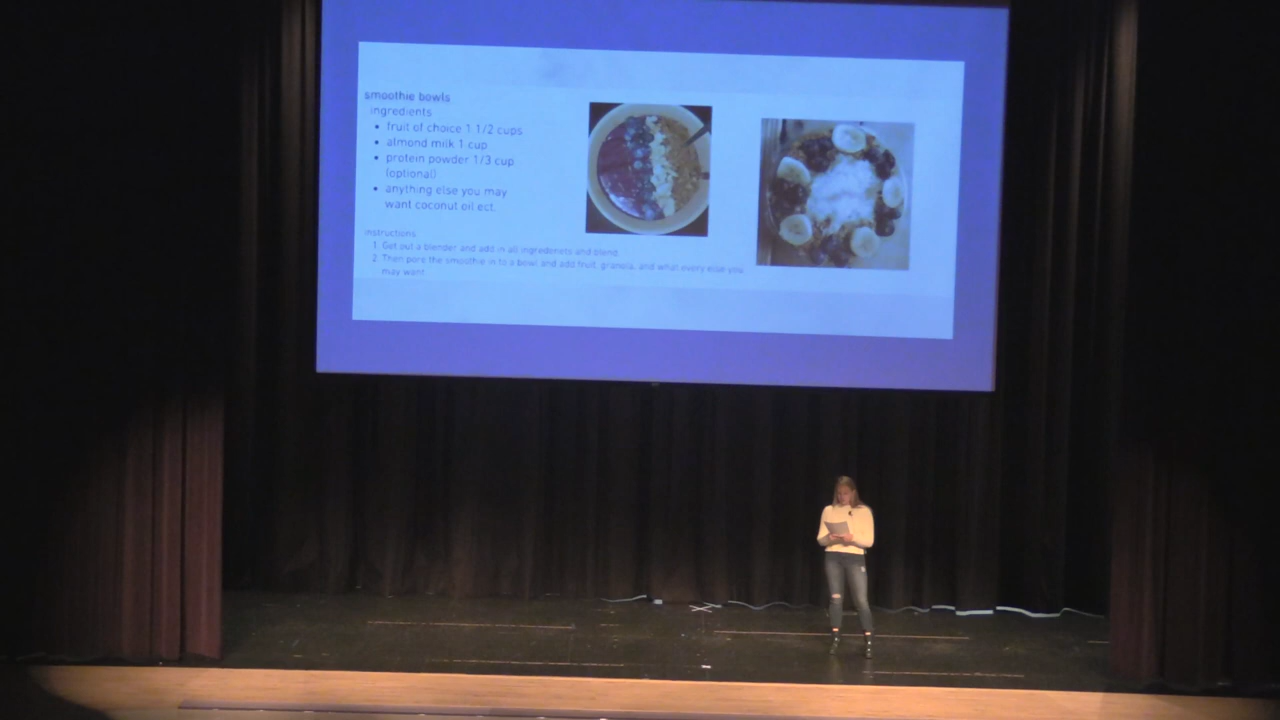 smoothie bowls
ingredients
• fruit of choice 1 1/2 cups
• almond milk 1 cup
• protein powder 1/3 cup
(optional)
• anything else you may
want coconut oil ect.
instructions
1. Get out a blender and add in all ingredenets and blend
2. Then pore the smoothie in to a bowl and add fruit, granola, and what every else you
may want